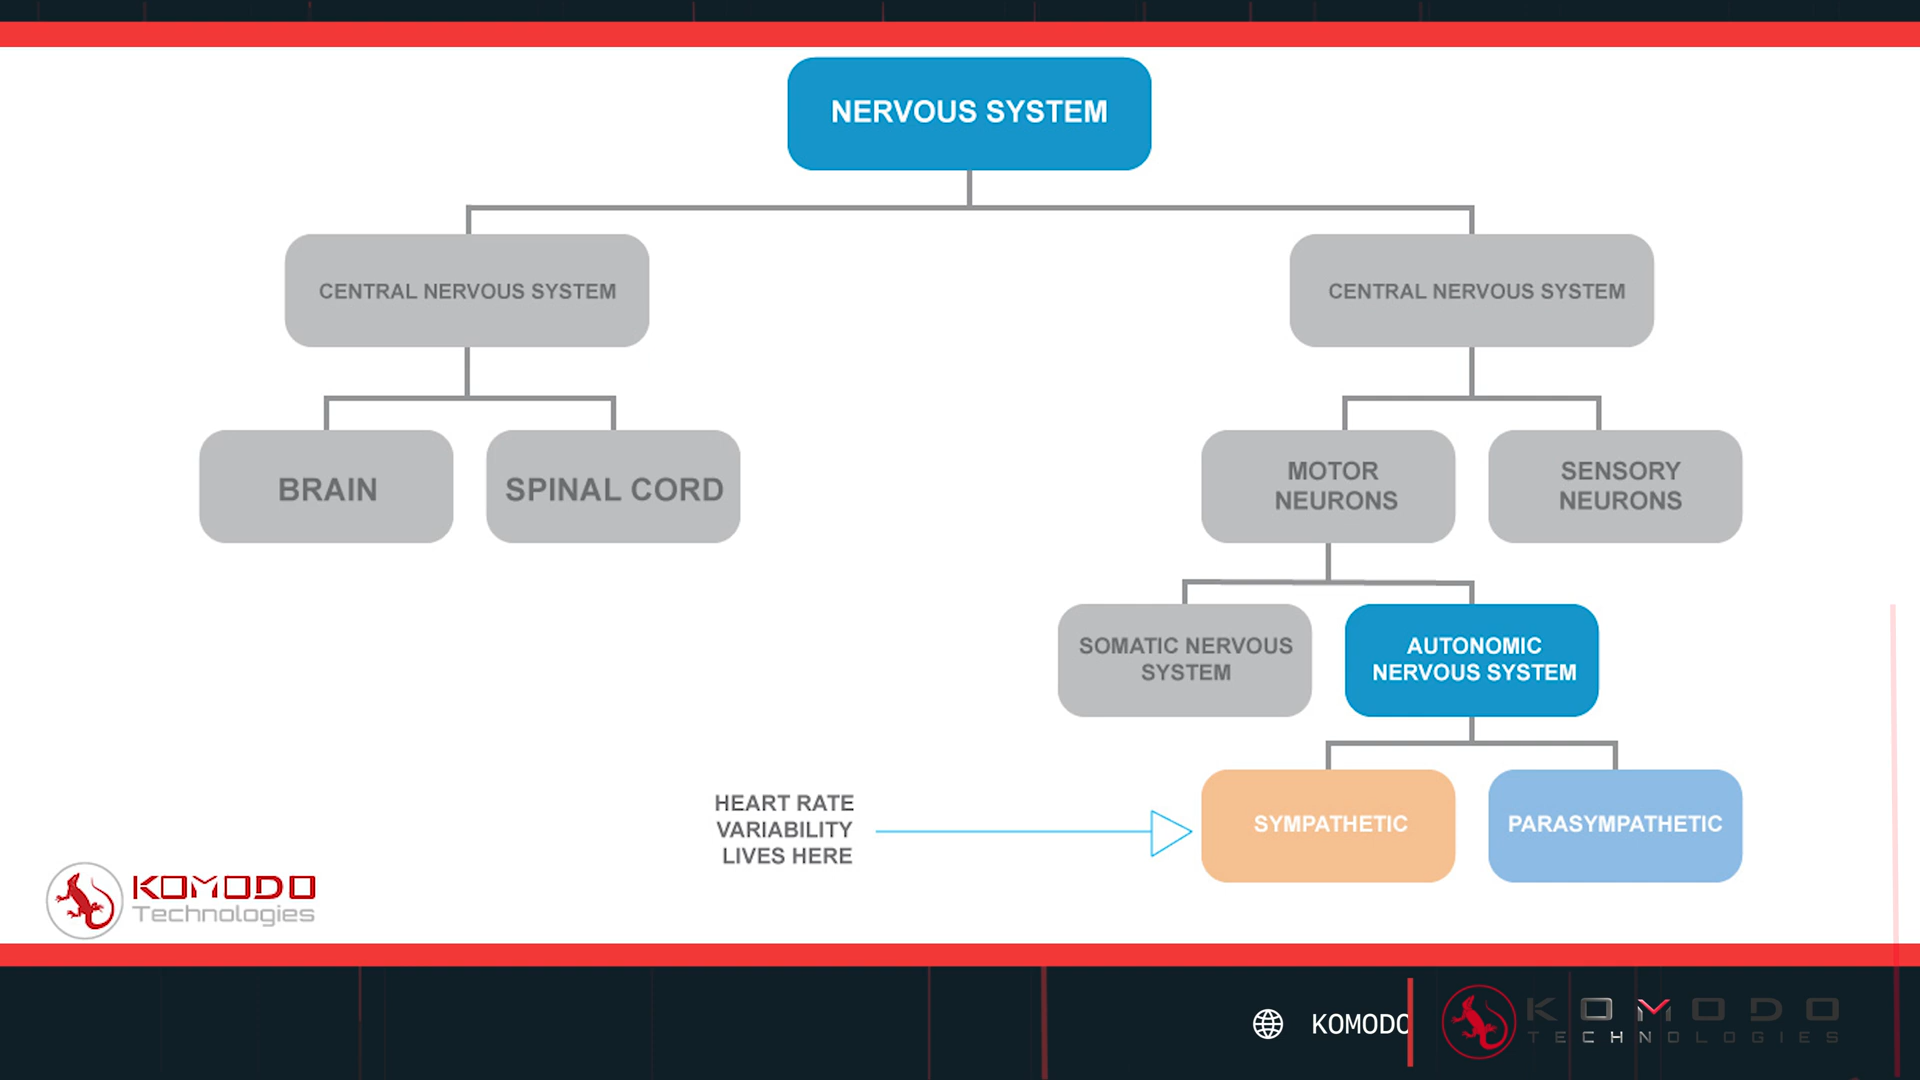 NERVOUS SYSTEM
CENTRAL NERVOUS SYSTEM
CENTRAL NERVOUS SYSTEM
BRAIN
SPINAL CORD
MOTOR
NEURONS
SENSORY
NEURONS
SOMATIC NERVOUS
SYSTEM
AUTONOMIC
NERVOUS SYSTEM
HEART RATE
VARIABILITY
LIVES HERE
SYMPATHETIC
PARASYMPATHETIC
KOMODO
Technologies
KOMODO
KOMODO
TECHNOLOGIES